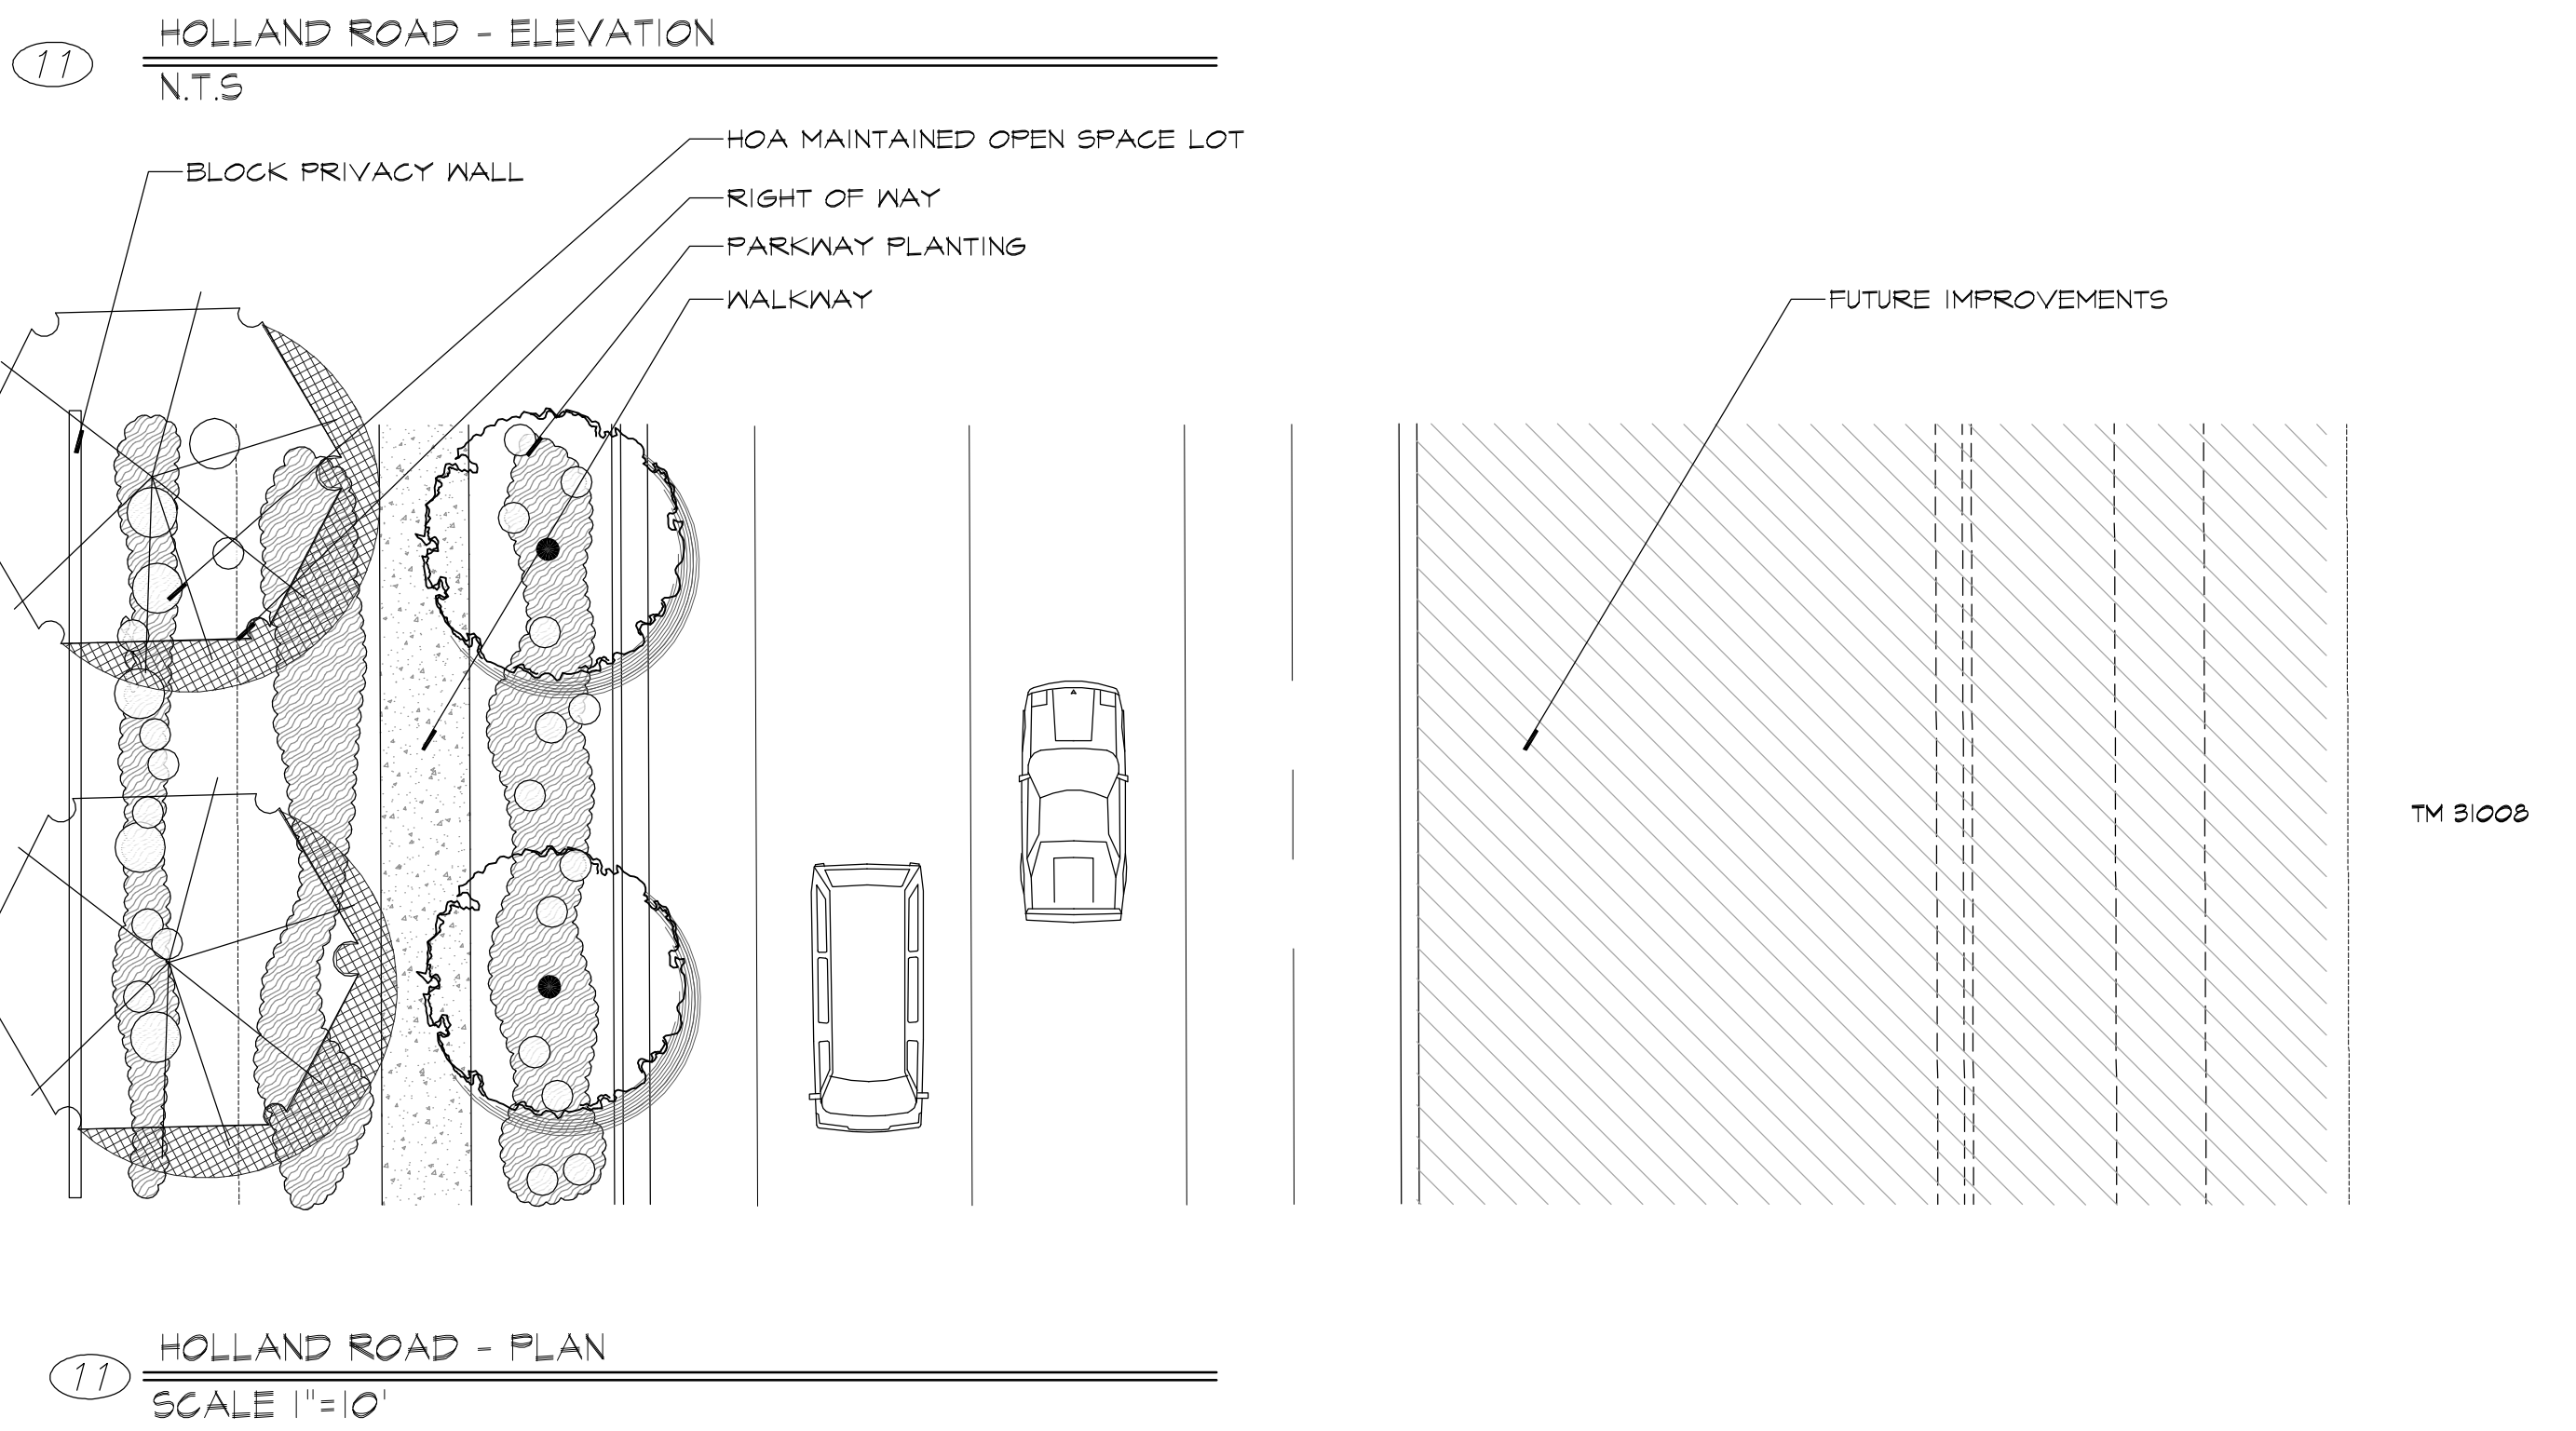 HOLLAND ROAD - ELEVATION
11
N.T.S
HOA MAINTAINED OPEN SPACE LOT
BLOCK PRIVACY WALL
RIGHT OF WAY
PARKWAY PLANTING
WALKWAY
FUTURE IMPROVEMENTS
TM 31008
HOLLAND ROAD - PLAN
11
SCALE 1"=10'